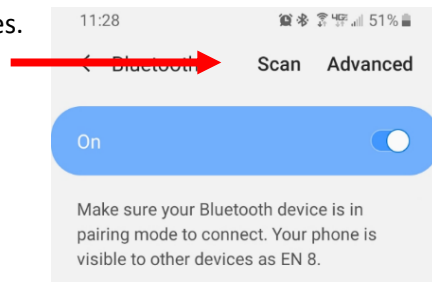 es.
11:28 51%
Bluetooth Scan Advanced
On
Make sure your Bluetooth device is in
pairing mode to connect. Your phone is
visible to other devices as EN 8.